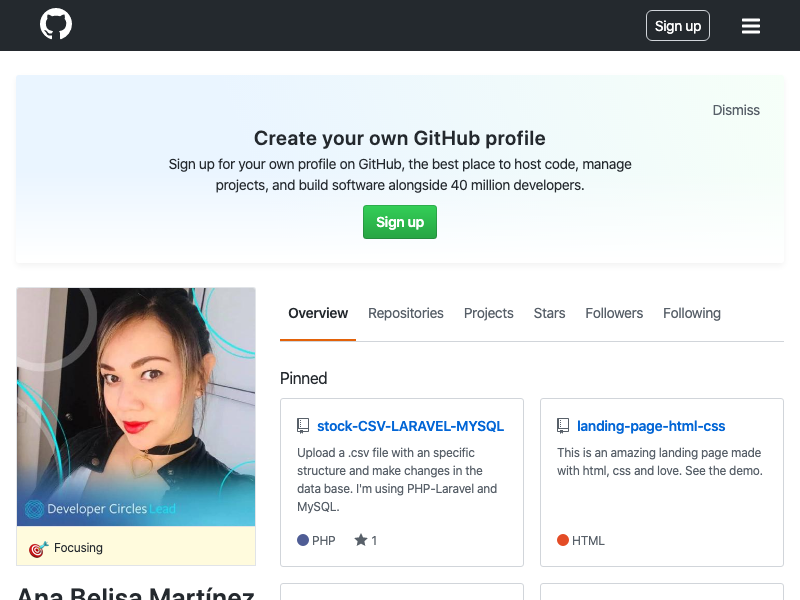 Sign up
Dismiss
Create your own GitHub profile
Sign up for your own profile on GitHub, the best place to host code, manage
projects, and build software alongside 40 million developers.
Sign up
Developer Circles Lead
Focusing
Ana Belisa Martínez
Overview Repositories Projects Stars Followers Following
Pinned
stock-CSV-LARAVEL-MYSQL
Upload a .csv file with an specific
structure and make changes in the
data base. I'm using PHP-Laravel and
MySQL.
PHP 1
landing-page-html-css
This is an amazing landing page made
with html, css and love. See the demo.
HTML